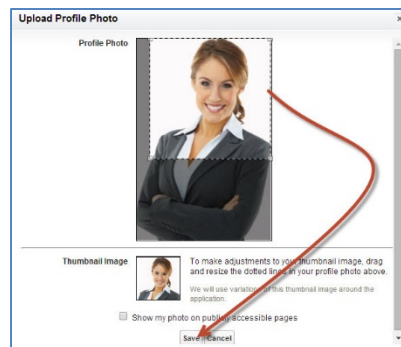 Upload Profile Photo x
Profile Photo
Thumbnail Image
To make adjustments to your thumbnail image, drag
and resize the dotted lines in your profile photo above.
We will use variations of this thumbnail image around the
application.
Show my photo on publicly accessible pages
Save Cancel